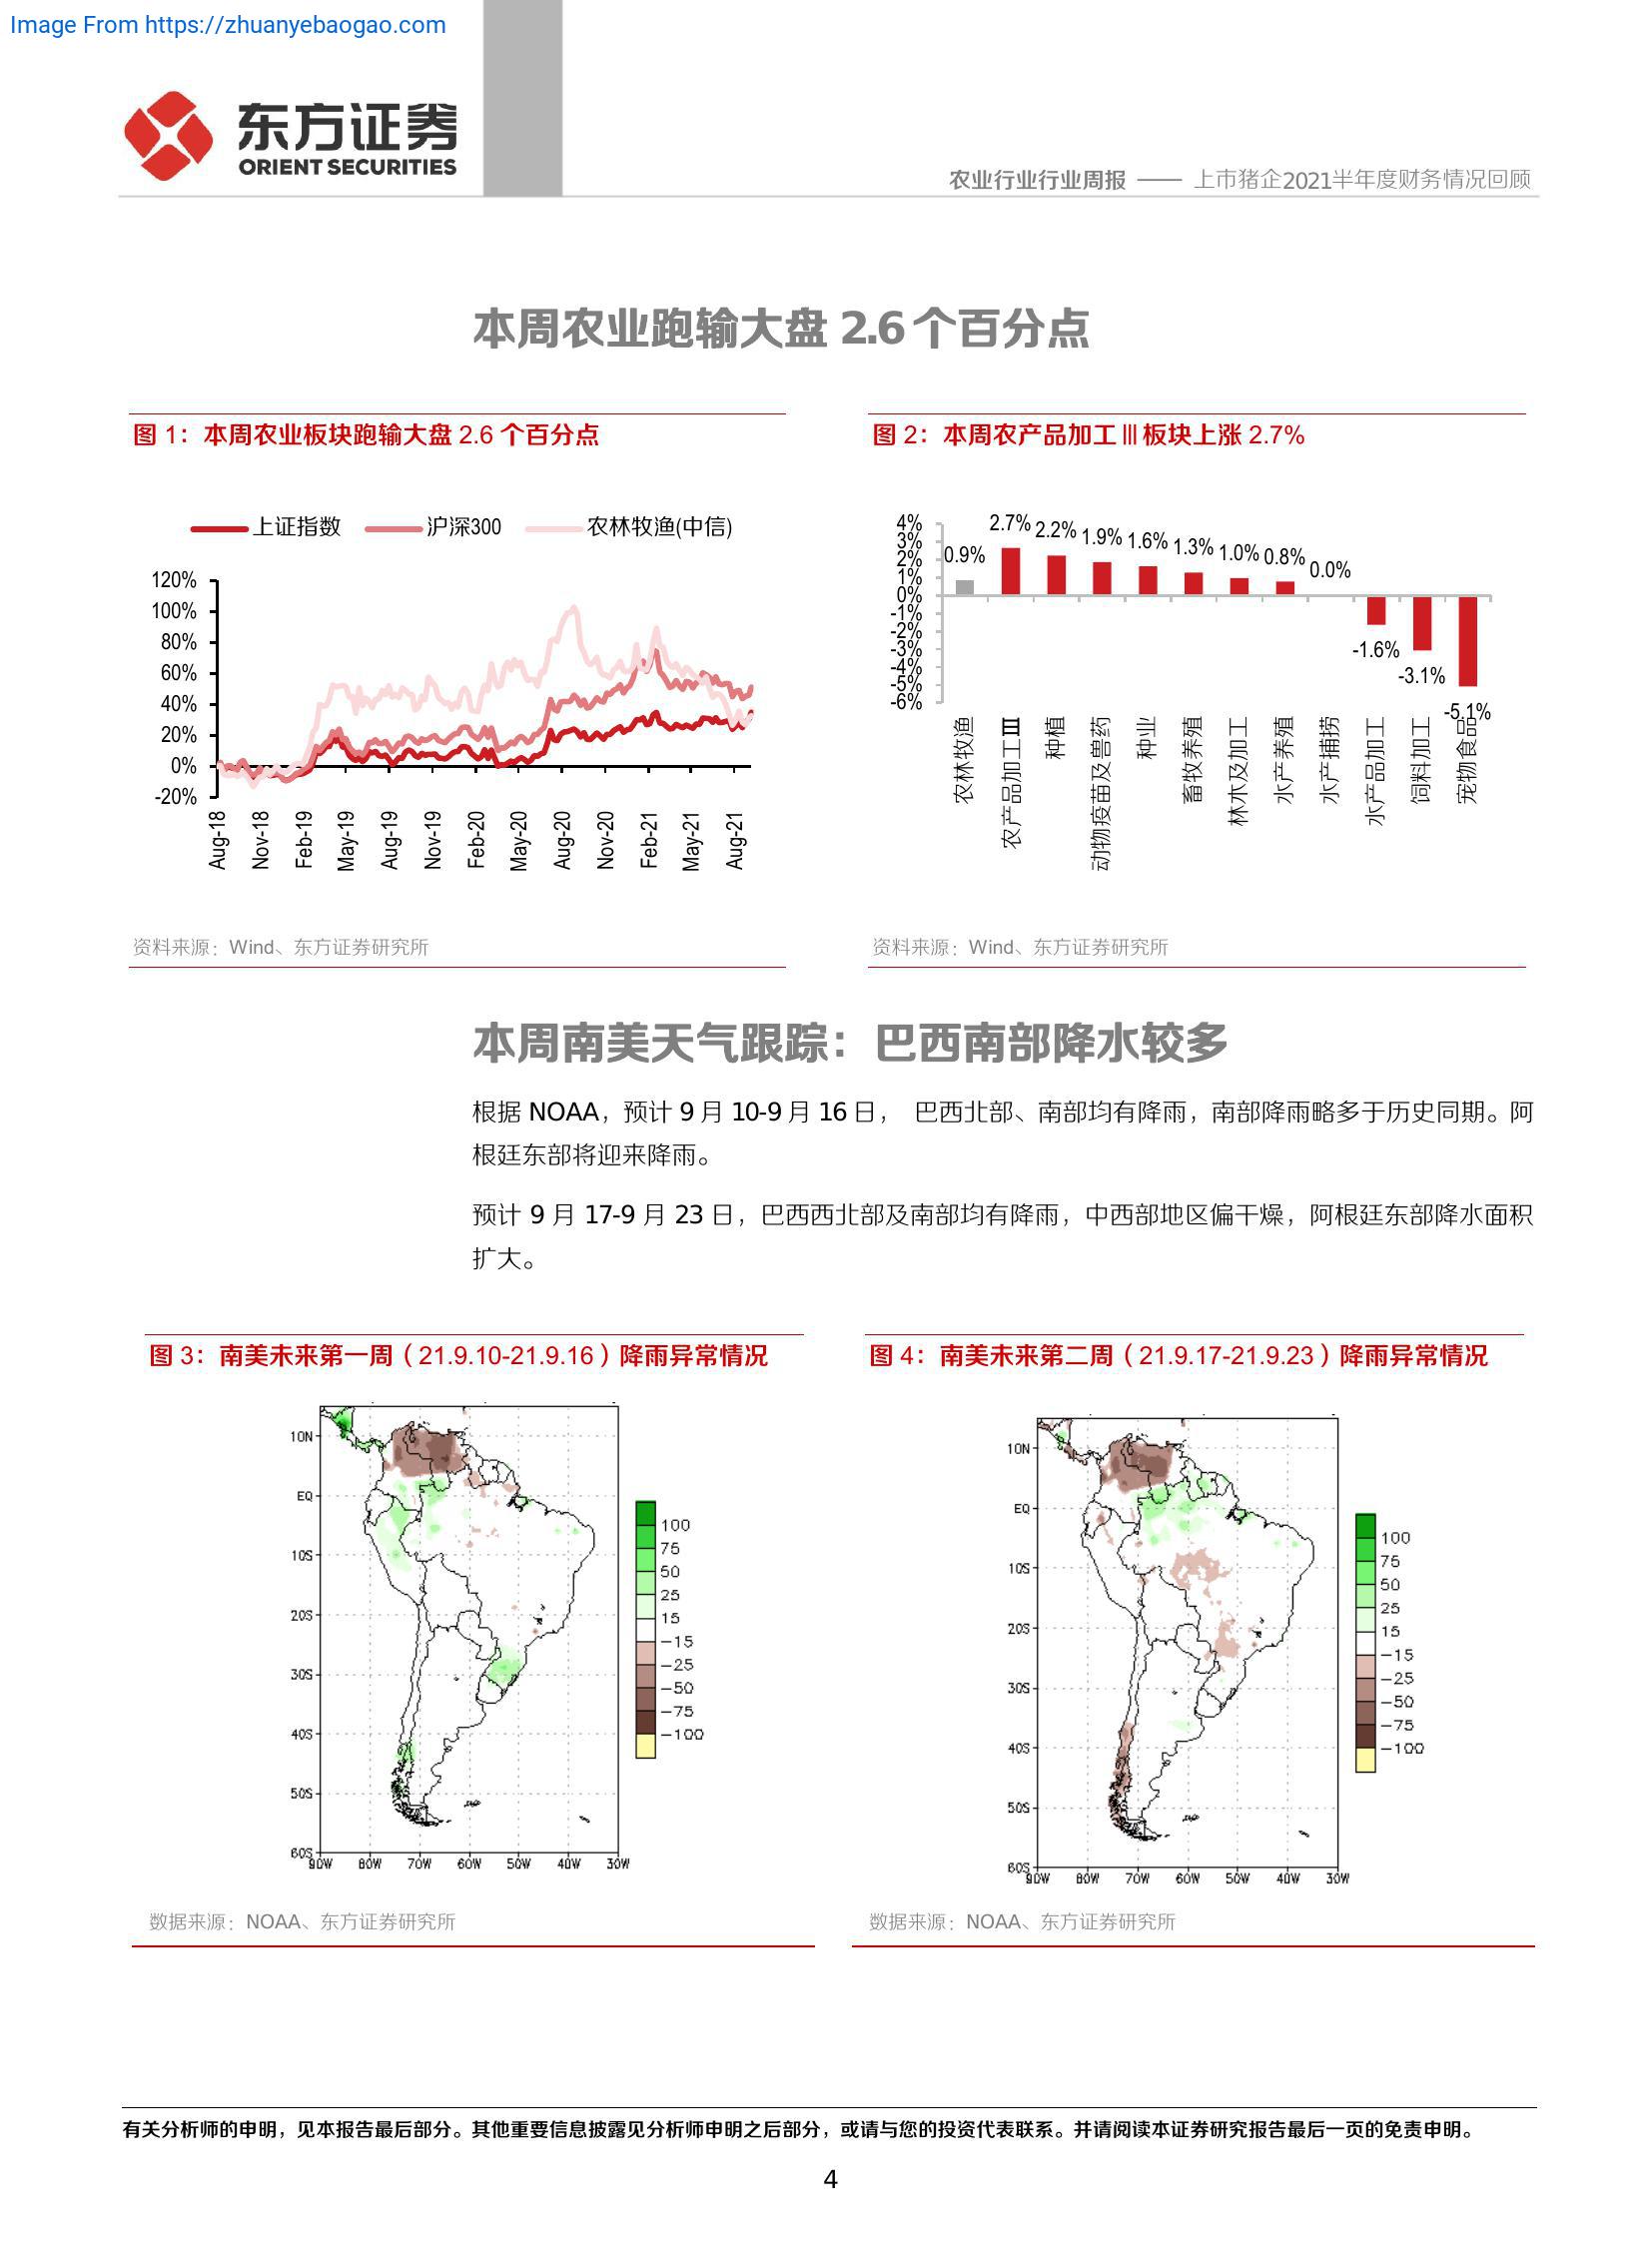 Image From https://zhuanyebaogao.com
东方证券
ORIENT SECURITIES
农业行业行业周报 —— 上市猪企2021半年度财务情况回顾
本周农业跑输大盘 2.6 个百分点
图 1：本周农业板块跑输大盘 2.6 个百分点
上证指数 沪深300 农林牧渔(中信)
120%
100%
80%
60%
40%
20%
0%
-20%
Aug-18 Nov-18 Feb-19 May-19 Aug-19 Nov-19 Feb-20 May-20 Aug-20 Nov-20 Feb-21 May-21 Aug-21
资料来源：Wind、东方证券研究所
图 2：本周农产品加工Ⅲ板块上涨 2.7%
4%
3%
2%
1%
0%
-1%
-2%
-3%
-4%
-5%
-6%
0.9% 2.7% 2.2% 1.9% 1.6% 1.3% 1.0% 0.8% 0.0% -1.6% -3.1% -5.1%
农林牧渔 农产品加工Ⅲ 种植 动物疫苗及兽药 种业 畜牧养殖 林木及加工 水产养殖 水产捕捞 水产品加工 饲料加工 宠物食品
资料来源：Wind、东方证券研究所
本周南美天气跟踪：巴西南部降水较多
根据 NOAA，预计 9 月 10-9 月 16 日， 巴西北部、南部均有降雨，南部降雨略多于历史同期。阿
根廷东部将迎来降雨。
预计 9 月 17-9 月 23 日，巴西西北部及南部均有降雨，中西部地区偏干燥，阿根廷东部降水面积
扩大。
图 3：南美未来第一周（21.9.10-21.9.16）降雨异常情况
10N
EQ
10S
20S
30S
40S
50S
60S
90W 80W 70W 60W 50W 40W 30W
100
75
50
25
15
-15
-25
-50
-75
-100
数据来源：NOAA、东方证券研究所
图 4：南美未来第二周（21.9.17-21.9.23）降雨异常情况
10N
EQ
10S
20S
30S
40S
50S
60S
90W 80W 70W 60W 50W 40W 30W
100
75
50
25
15
-15
-25
-50
-75
-100
数据来源：NOAA、东方证券研究所
有关分析师的申明，见本报告最后部分。其他重要信息披露见分析师申明之后部分，或请与您的投资代表联系。并请阅读本证券研究报告最后一页的免责申明。
4